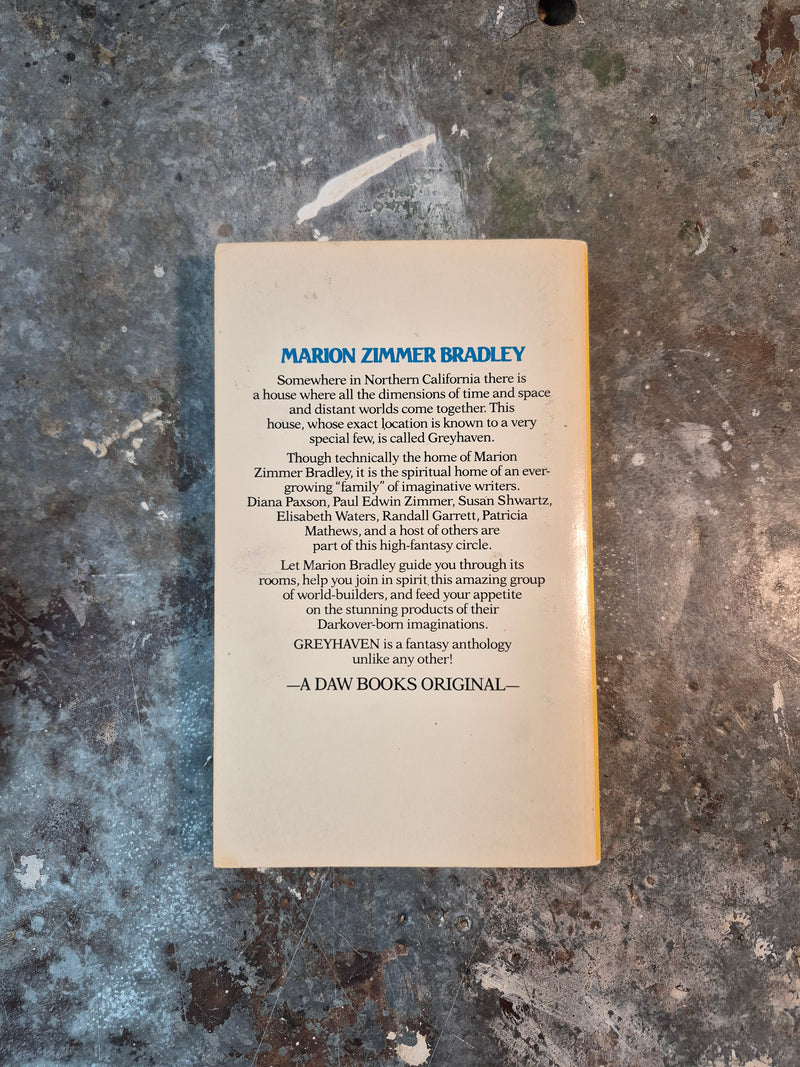 MARION ZIMMER BRADLEY
Somewhere in Northern California there is
a house where all the dimensions of time and space
and distant worlds come together. This
house, whose exact location is known to a very
special few, is called Greyhaven.
Though technically the home of Marion
Zimmer Bradley, it is the spiritual home of an ever-
growing “family” of imaginative writers.
Diana Paxson, Paul Edwin Zimmer, Susan Shwartz,
Elisabeth Waters, Randall Garrett, Patricia
Mathews, and a host of others are
part of this high-fantasy circle.
Let Marion Bradley guide you through its
rooms, help you join in spirit this amazing group
of world-builders, and feed your appetite
on the stunning products of their
Darkover-born imaginations.
GREYHAVEN is a fantasy anthology
unlike any other!
—A DAW BOOKS ORIGINAL—